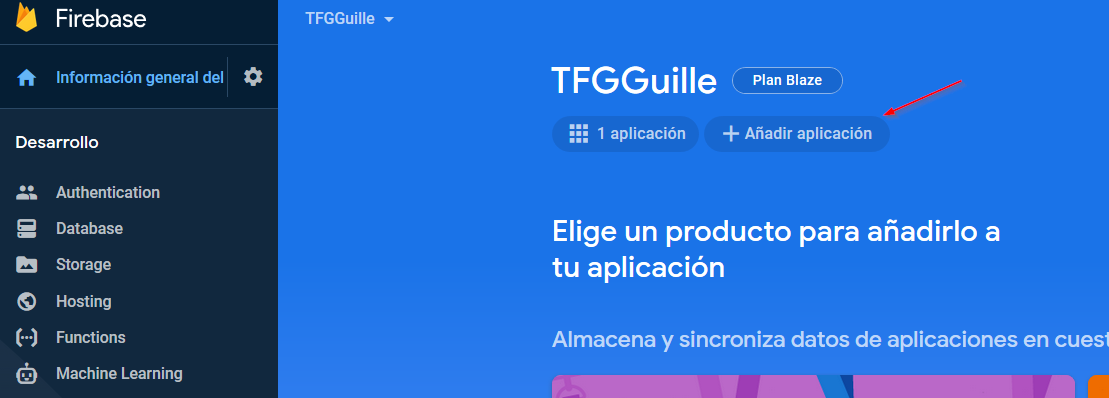 Firebase
TFGGuille
Información general del
TFGGuille
Plan Blaze
1 aplicación
Añadir aplicación
Desarrollo
Authentication
Database
Storage
Hosting
Functions
Machine Learning
Elige un producto para añadirlo a
tu aplicación
Almacena y sincroniza datos de aplicaciones en cuest